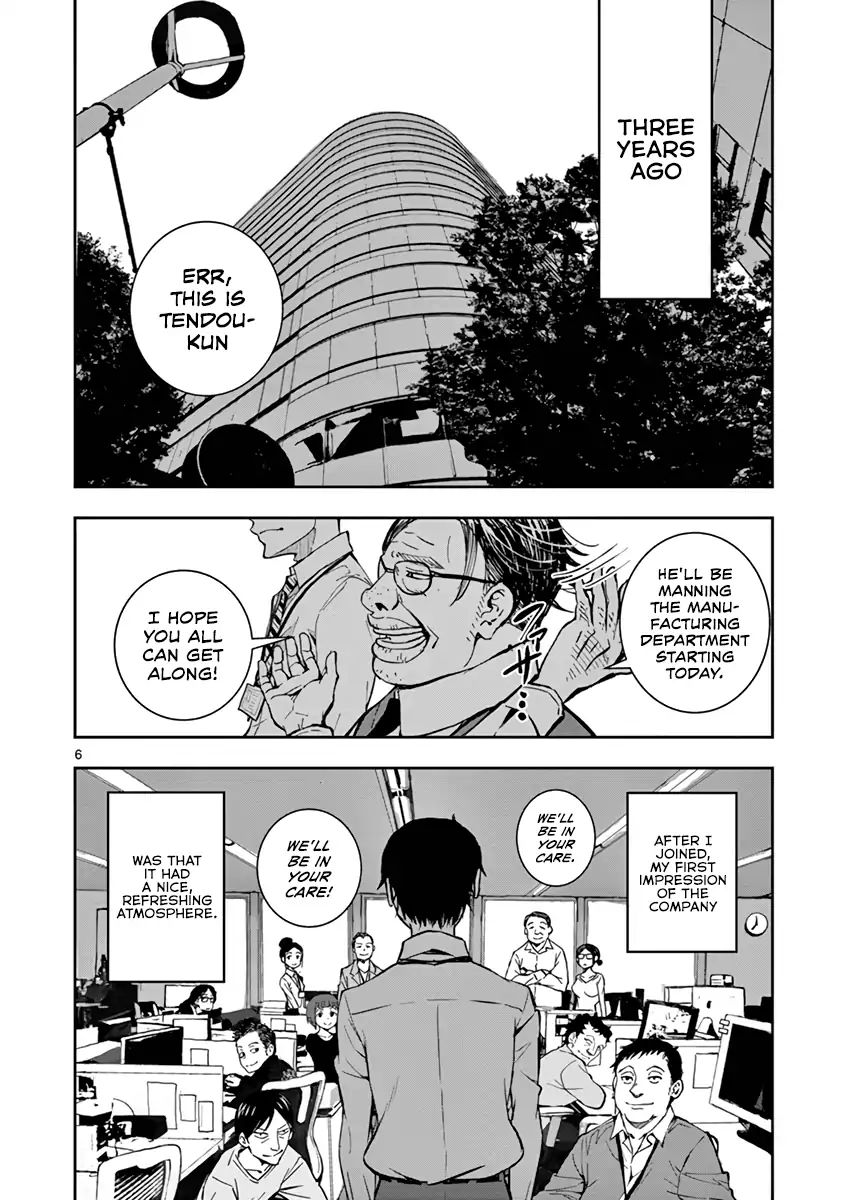 THREE
YEARS
AGO
ERR,
THIS IS
TENDOU-
KUN
HE'LL BE
MANNING
THE MANU-
FACTURING
DEPARTMENT
STARTING
TODAY.
I HOPE
YOU ALL
CAN GET
ALONG!
6
AFTER I
JOINED,
MY FIRST
IMPRESSION
OF THE
COMPANY
WE'LL
BE IN
YOUR
CARE.
WE'LL
BE IN
YOUR
CARE!
WAS THAT
IT HAD
A NICE,
REFRESHING
ATMOSPHERE.